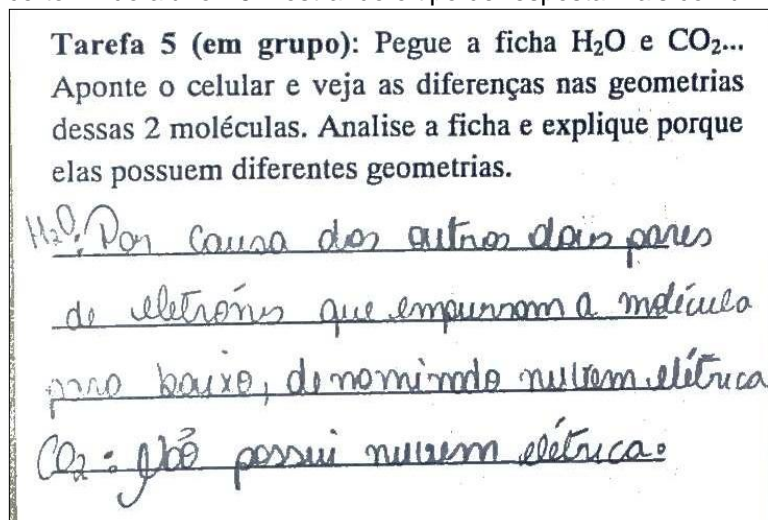 Tarefa 5 (em grupo): Pegue a ficha H₂O e CO₂...
Aponte o celular e veja as diferenças nas geometrias
dessas 2 moléculas. Analise a ficha e explique porque
elas possuem diferentes geometrias.
H₂O: Por causa dos outros dois pares
de eletróns que empurram a molécula
para baixo, denominado nuvem elétrica
CO₂: Não possui nuvem elétrica.